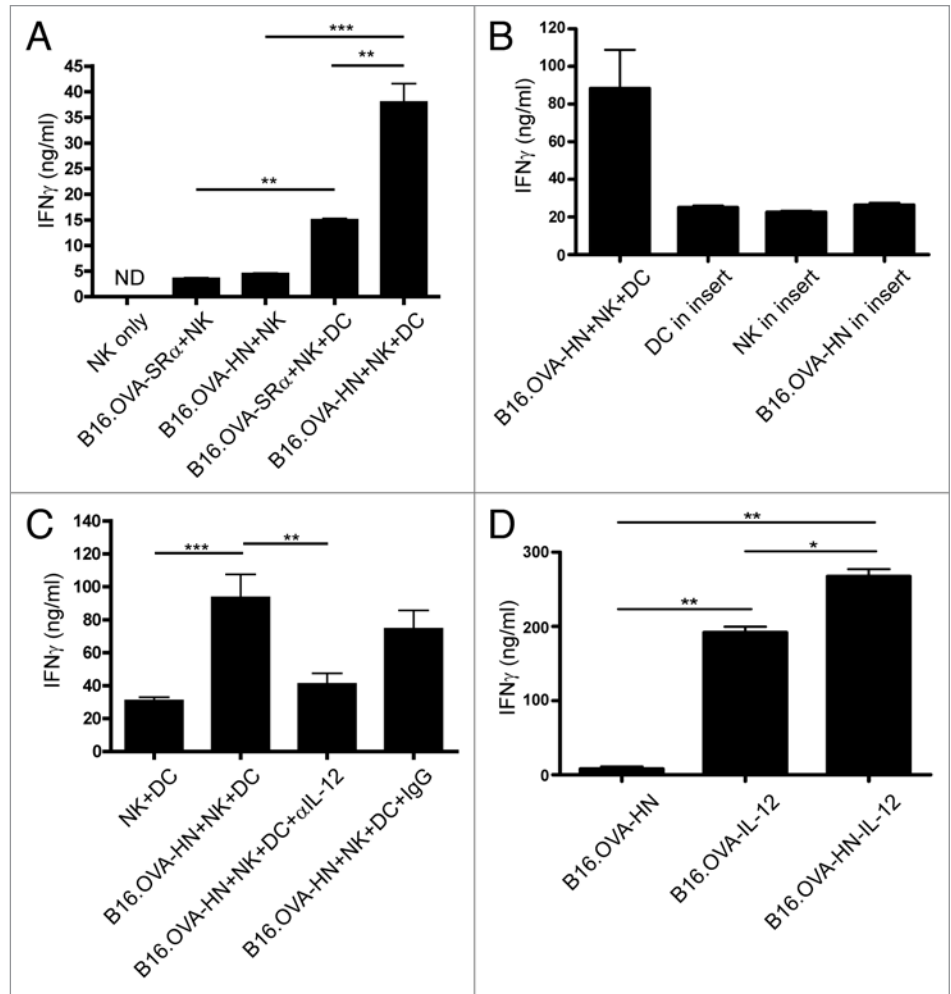 A
***
**
**
IFNγ (ng/ml)
45
40
35
30
25
20
15
10
5
0
ND
NK only
B16.OVA-SRα+NK
B16.OVA-HN+NK
B16.OVA-SRα+NK+DC
B16.OVA-HN+NK+DC
B
IFNγ (ng/ml)
120
100
80
60
40
20
0
B16.OVA-HN+NK+DC
DC in insert
NK in insert
B16.OVA-HN in insert
C
***
**
IFNγ (ng/ml)
140
120
100
80
60
40
20
0
NK+DC
B16.OVA-HN+NK+DC
B16.OVA-HN+NK+DC+αIL-12
B16.OVA-HN+NK+DC+IgG
D
**
*
**
IFNγ (ng/ml)
300
200
100
0
B16.OVA-HN
B16.OVA-IL-12
B16.OVA-HN-IL-12